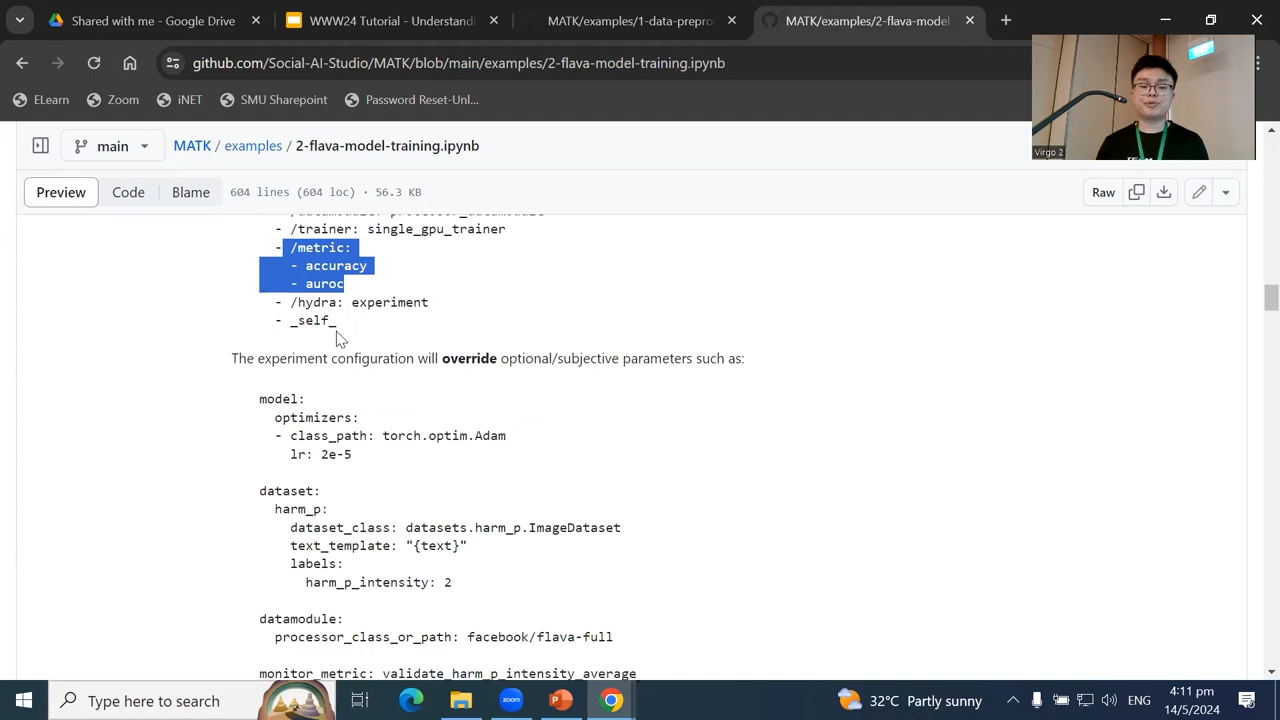 Shared with me - Google Drive
WWW24 Tutorial - Understandi
MATK/examples/1-data-prepro
MATK/examples/2-flava-model
github.com/Social-AI-Studio/MATK/blob/main/examples/2-flava-model-training.ipynb
ELearn
Zoom
iNET
SMU Sharepoint
Password Reset-Unl...
Virgo 2
main
MATK / examples / 2-flava-model-training.ipynb
Preview
Code
Blame
604 lines (604 loc) · 56.3 KB
Raw
- /trainer: single_gpu_trainer
- /metric:
- accuracy
- auroc
- /hydra: experiment
- _self_
The experiment configuration will override optional/subjective parameters such as:
model:
optimizers:
- class_path: torch.optim.Adam
lr: 2e-5
dataset:
harm_p:
dataset_class: datasets.harm_p.ImageDataset
text_template: "{text}"
labels:
harm_p_intensity: 2
datamodule:
processor_class_or_path: facebook/flava-full
monitor_metric: validate_harm_p_intensity_average
Type here to search
zoom
32°C Partly sunny
ENG
4:11 pm
14/5/2024